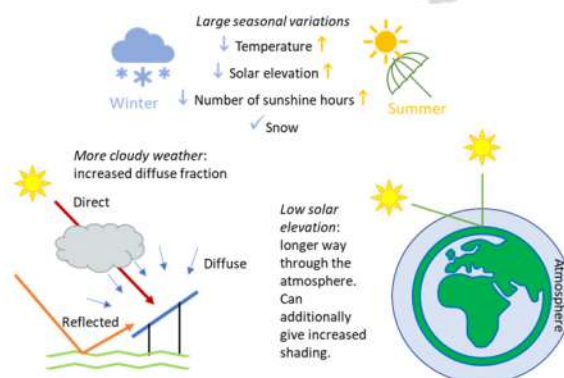 Large seasonal variations
↓ Temperature ↑
↓ Solar elevation ↑
↓ Number of sunshine hours ↑
✓ Snow
Winter
Summer
More cloudy weather:
increased diffuse fraction
Direct
Diffuse
Reflected
Low solar
elevation:
longer way
through the
atmosphere.
Can
additionally
give increased
shading.
Atmosphere